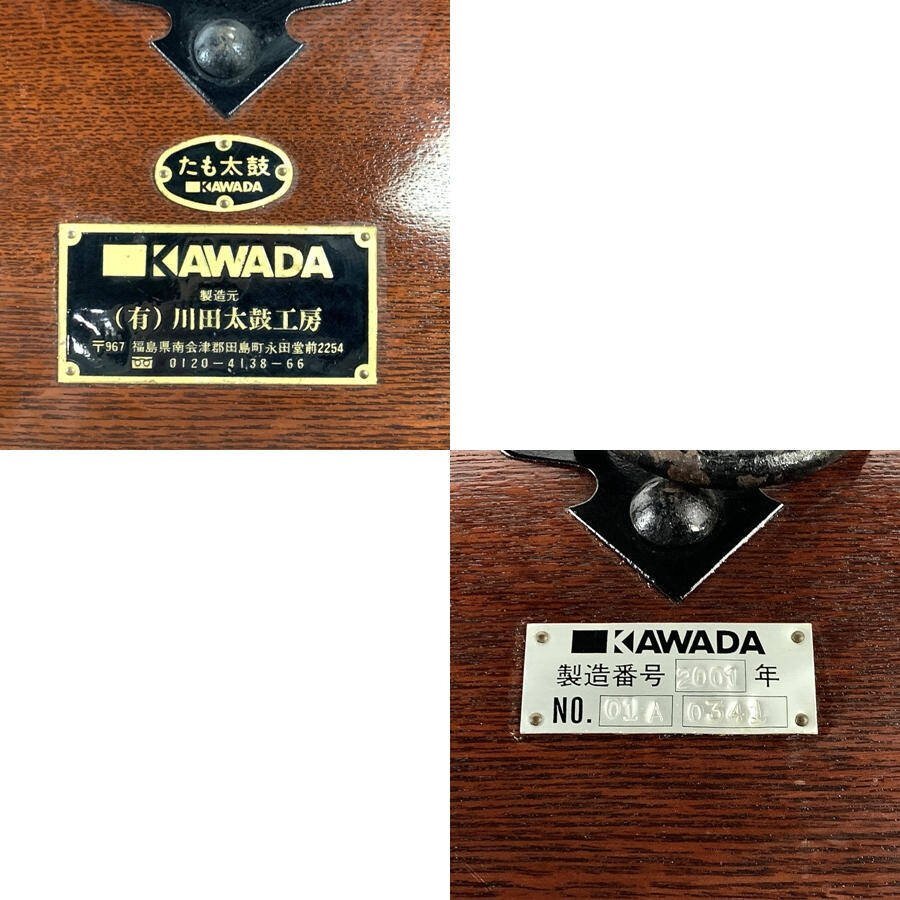 たも太鼓
KAWADA
KAWADA
製造元
(有)川田太鼓工房
〒967 福島県南会津郡田島町永田堂前2254
0120-4138-66
KAWADA
製造番号 2001 年
NO. 01A 0341